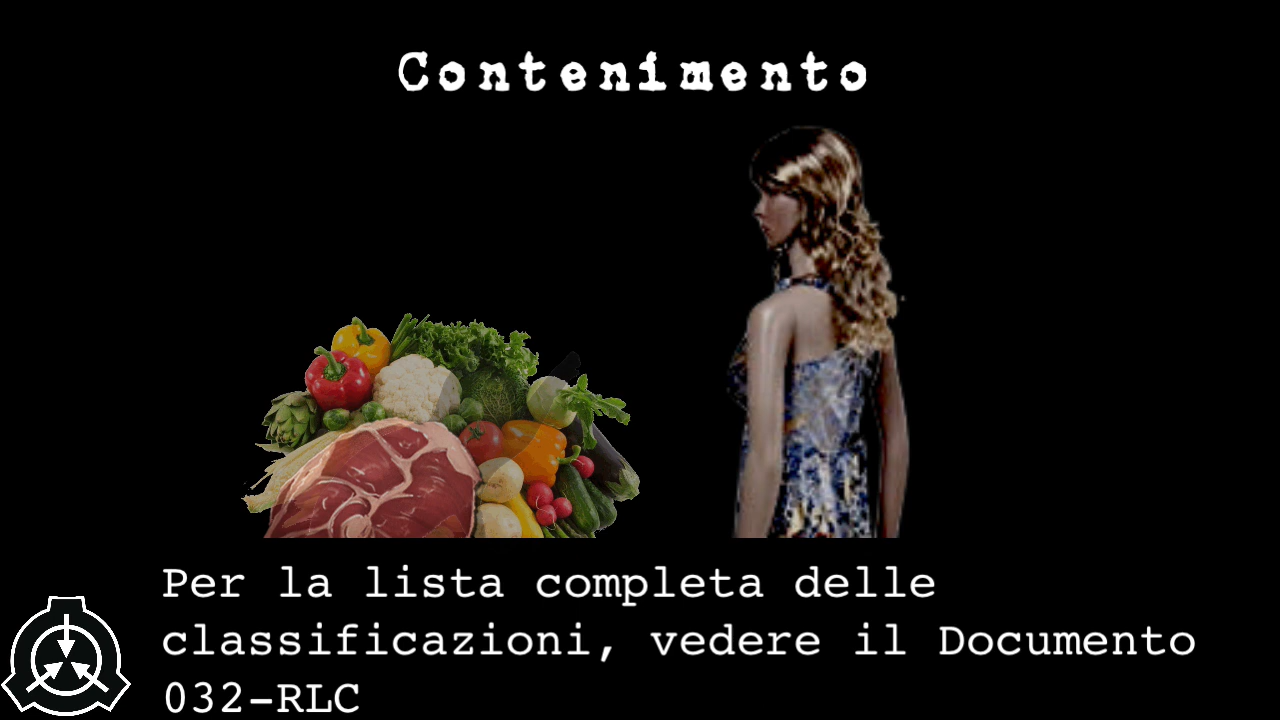 Contenimento
Per la lista completa delle
classificazioni, vedere il Documento
032-RLC